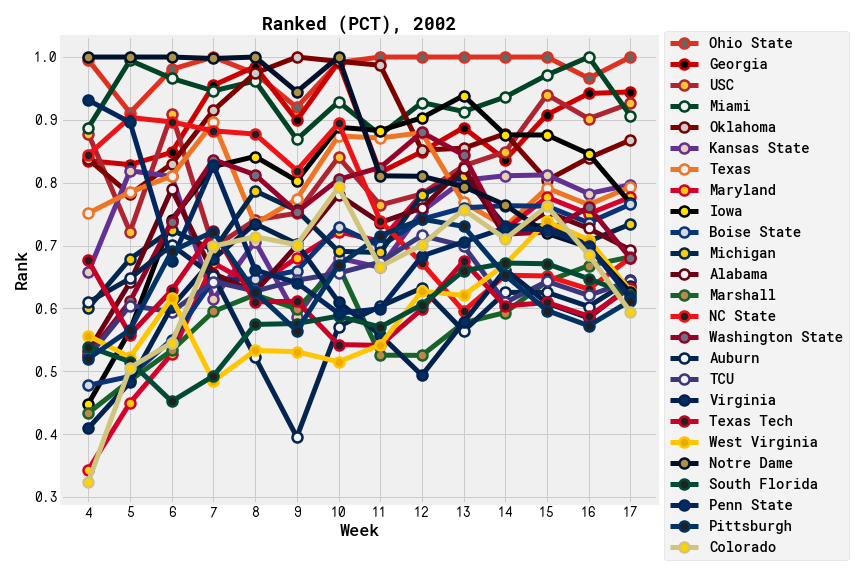 Ranked (PCT), 2002
1.0
0.9
0.8
0.7
0.6
0.5
0.4
0.3
Rank
4 5 6 7 8 9 10 11 12 13 14 15 16 17
Week
Ohio State
Georgia
USC
Miami
Oklahoma
Kansas State
Texas
Maryland
Iowa
Boise State
Michigan
Alabama
Marshall
NC State
Washington State
Auburn
TCU
Virginia
Texas Tech
West Virginia
Notre Dame
South Florida
Penn State
Pittsburgh
Colorado